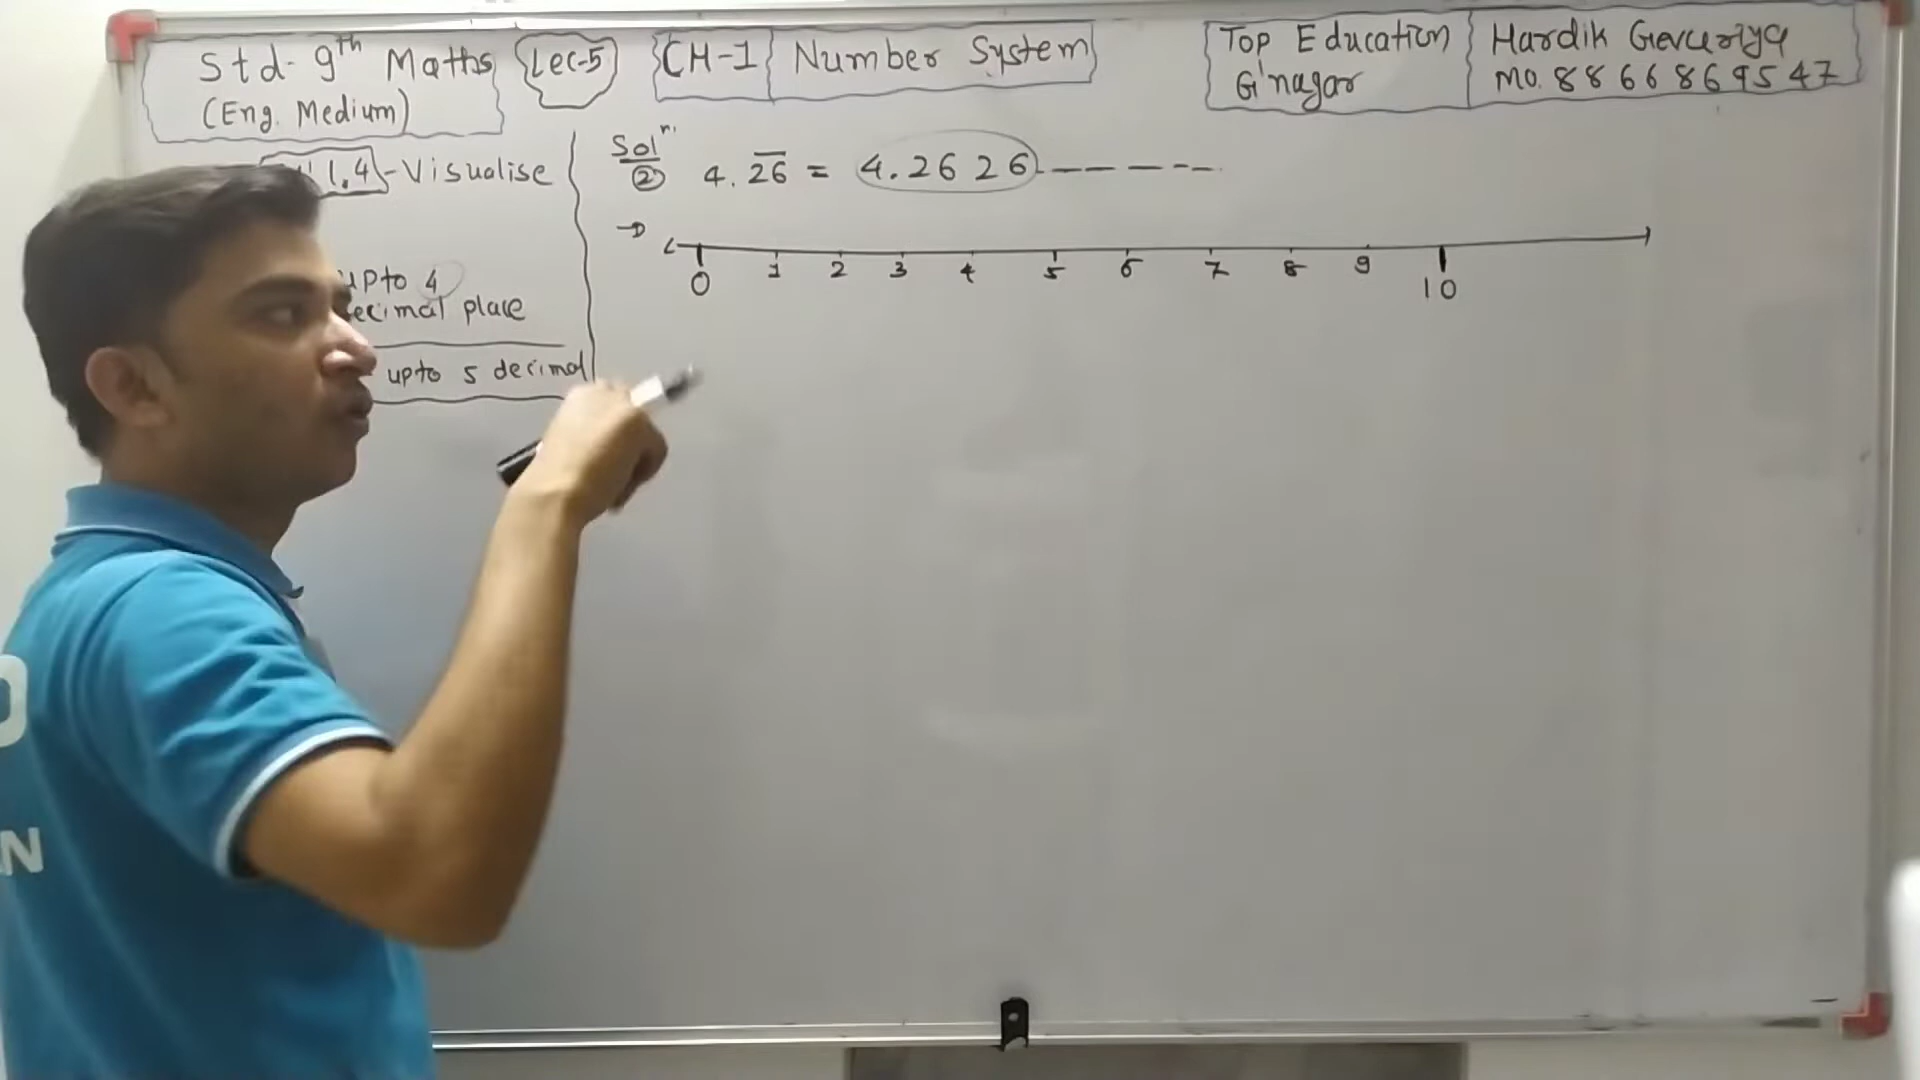 Std- 9th Maths
(Eng. Medium)
Lec-5
CH-1 Number System
Top Education
G'nagar
Hardik Gevariya
Mo. 8866869547
1.4 -Visualise
upto 4
decimal place
upto 5 decimal
Soln.
② 4.2̅6̅ = 4.2626------
0 1 2 3 4 5 6 7 8 9 10
N